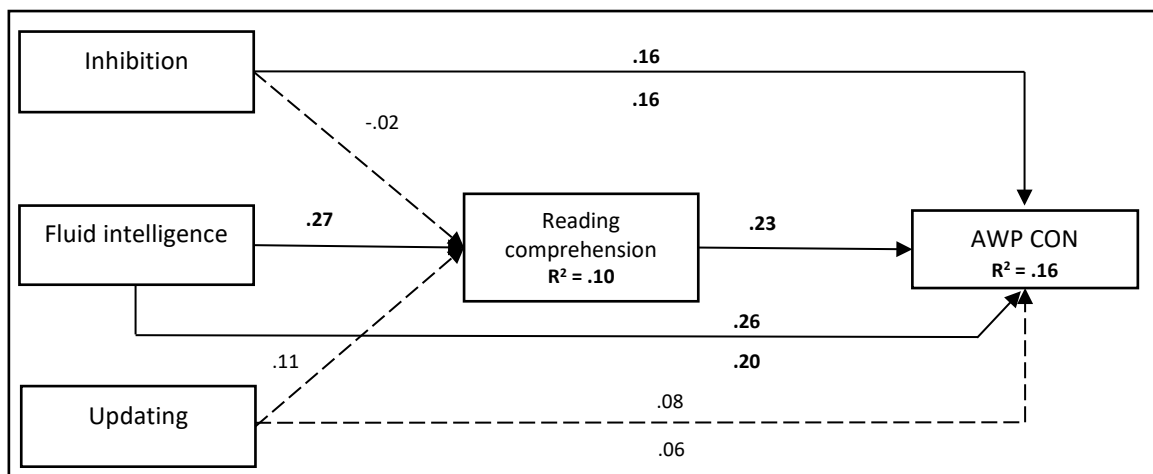 Inhibition
.16
.16
-.02
Fluid intelligence
.27
Reading
comprehension
R² = .10
.23
AWP CON
R² = .16
.26
.20
.11
Updating
.08
.06